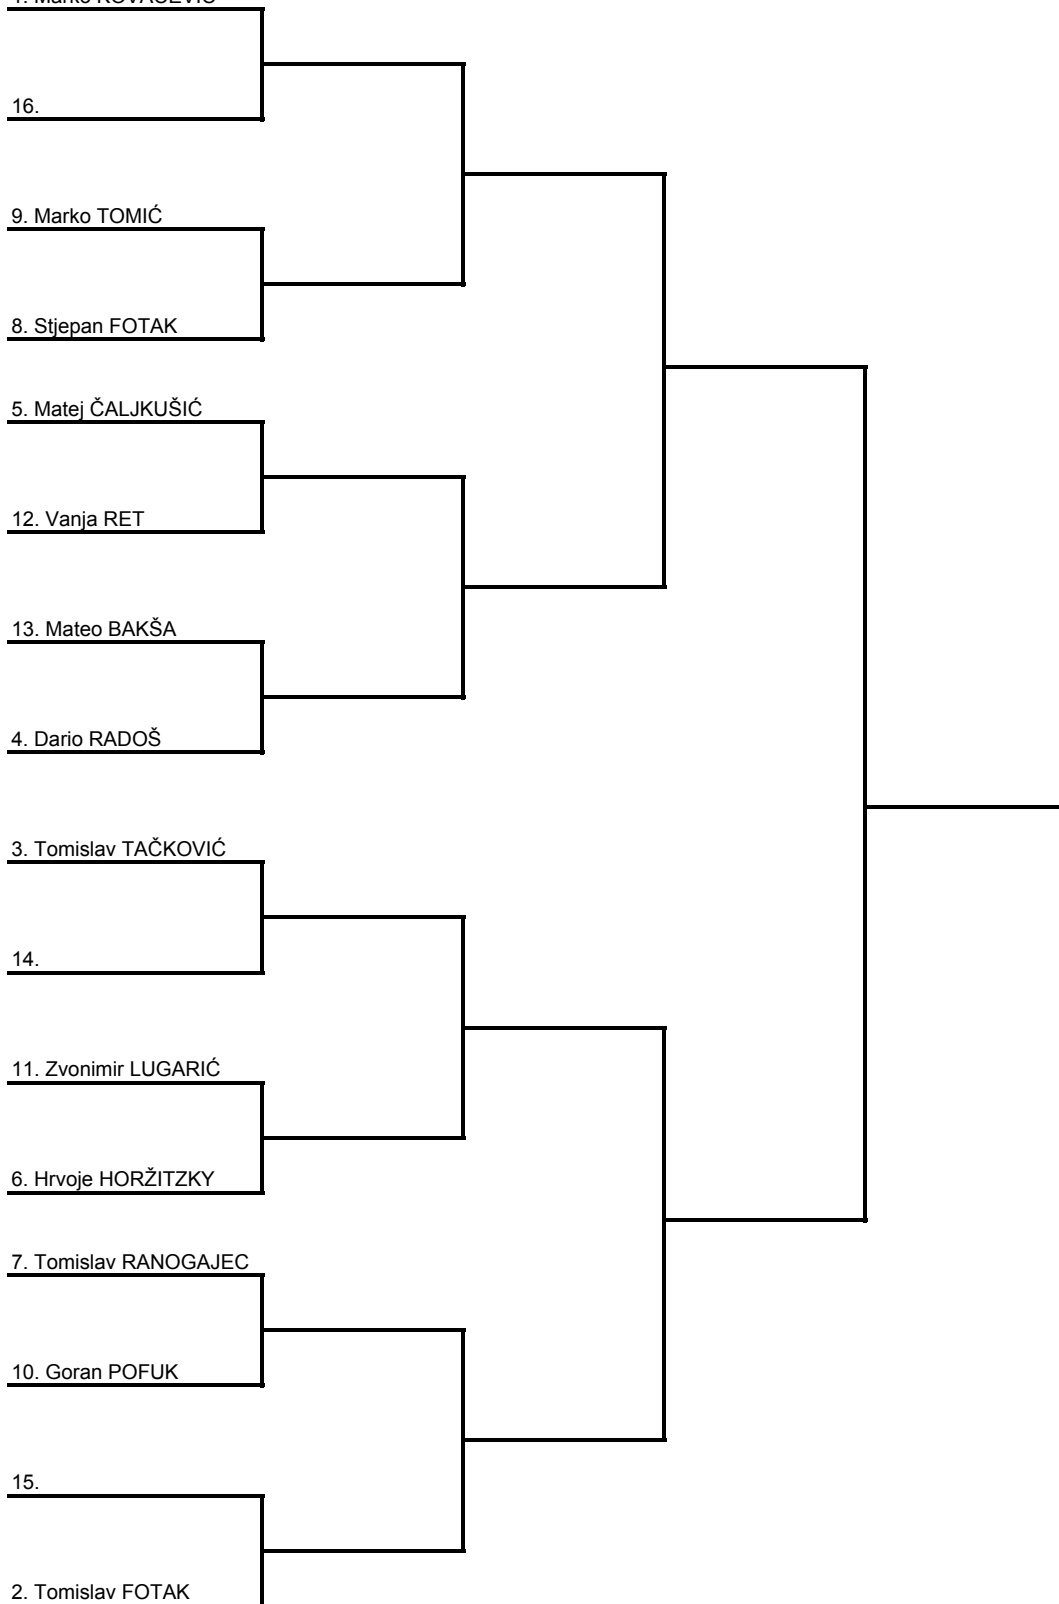 16.
9. Marko TOMIĆ
8. Stjepan FOTAK
5. Matej ČALJKUŠIĆ
12. Vanja RET
13. Mateo BAKŠA
4. Dario RADOŠ
3. Tomislav TAČKOVIĆ
14.
11. Zvonimir LUGARIĆ
6. Hrvoje HORŽITZKY
7. Tomislav RANOGAJEC
10. Goran POFUK
15.
2. Tomislav FOTAK